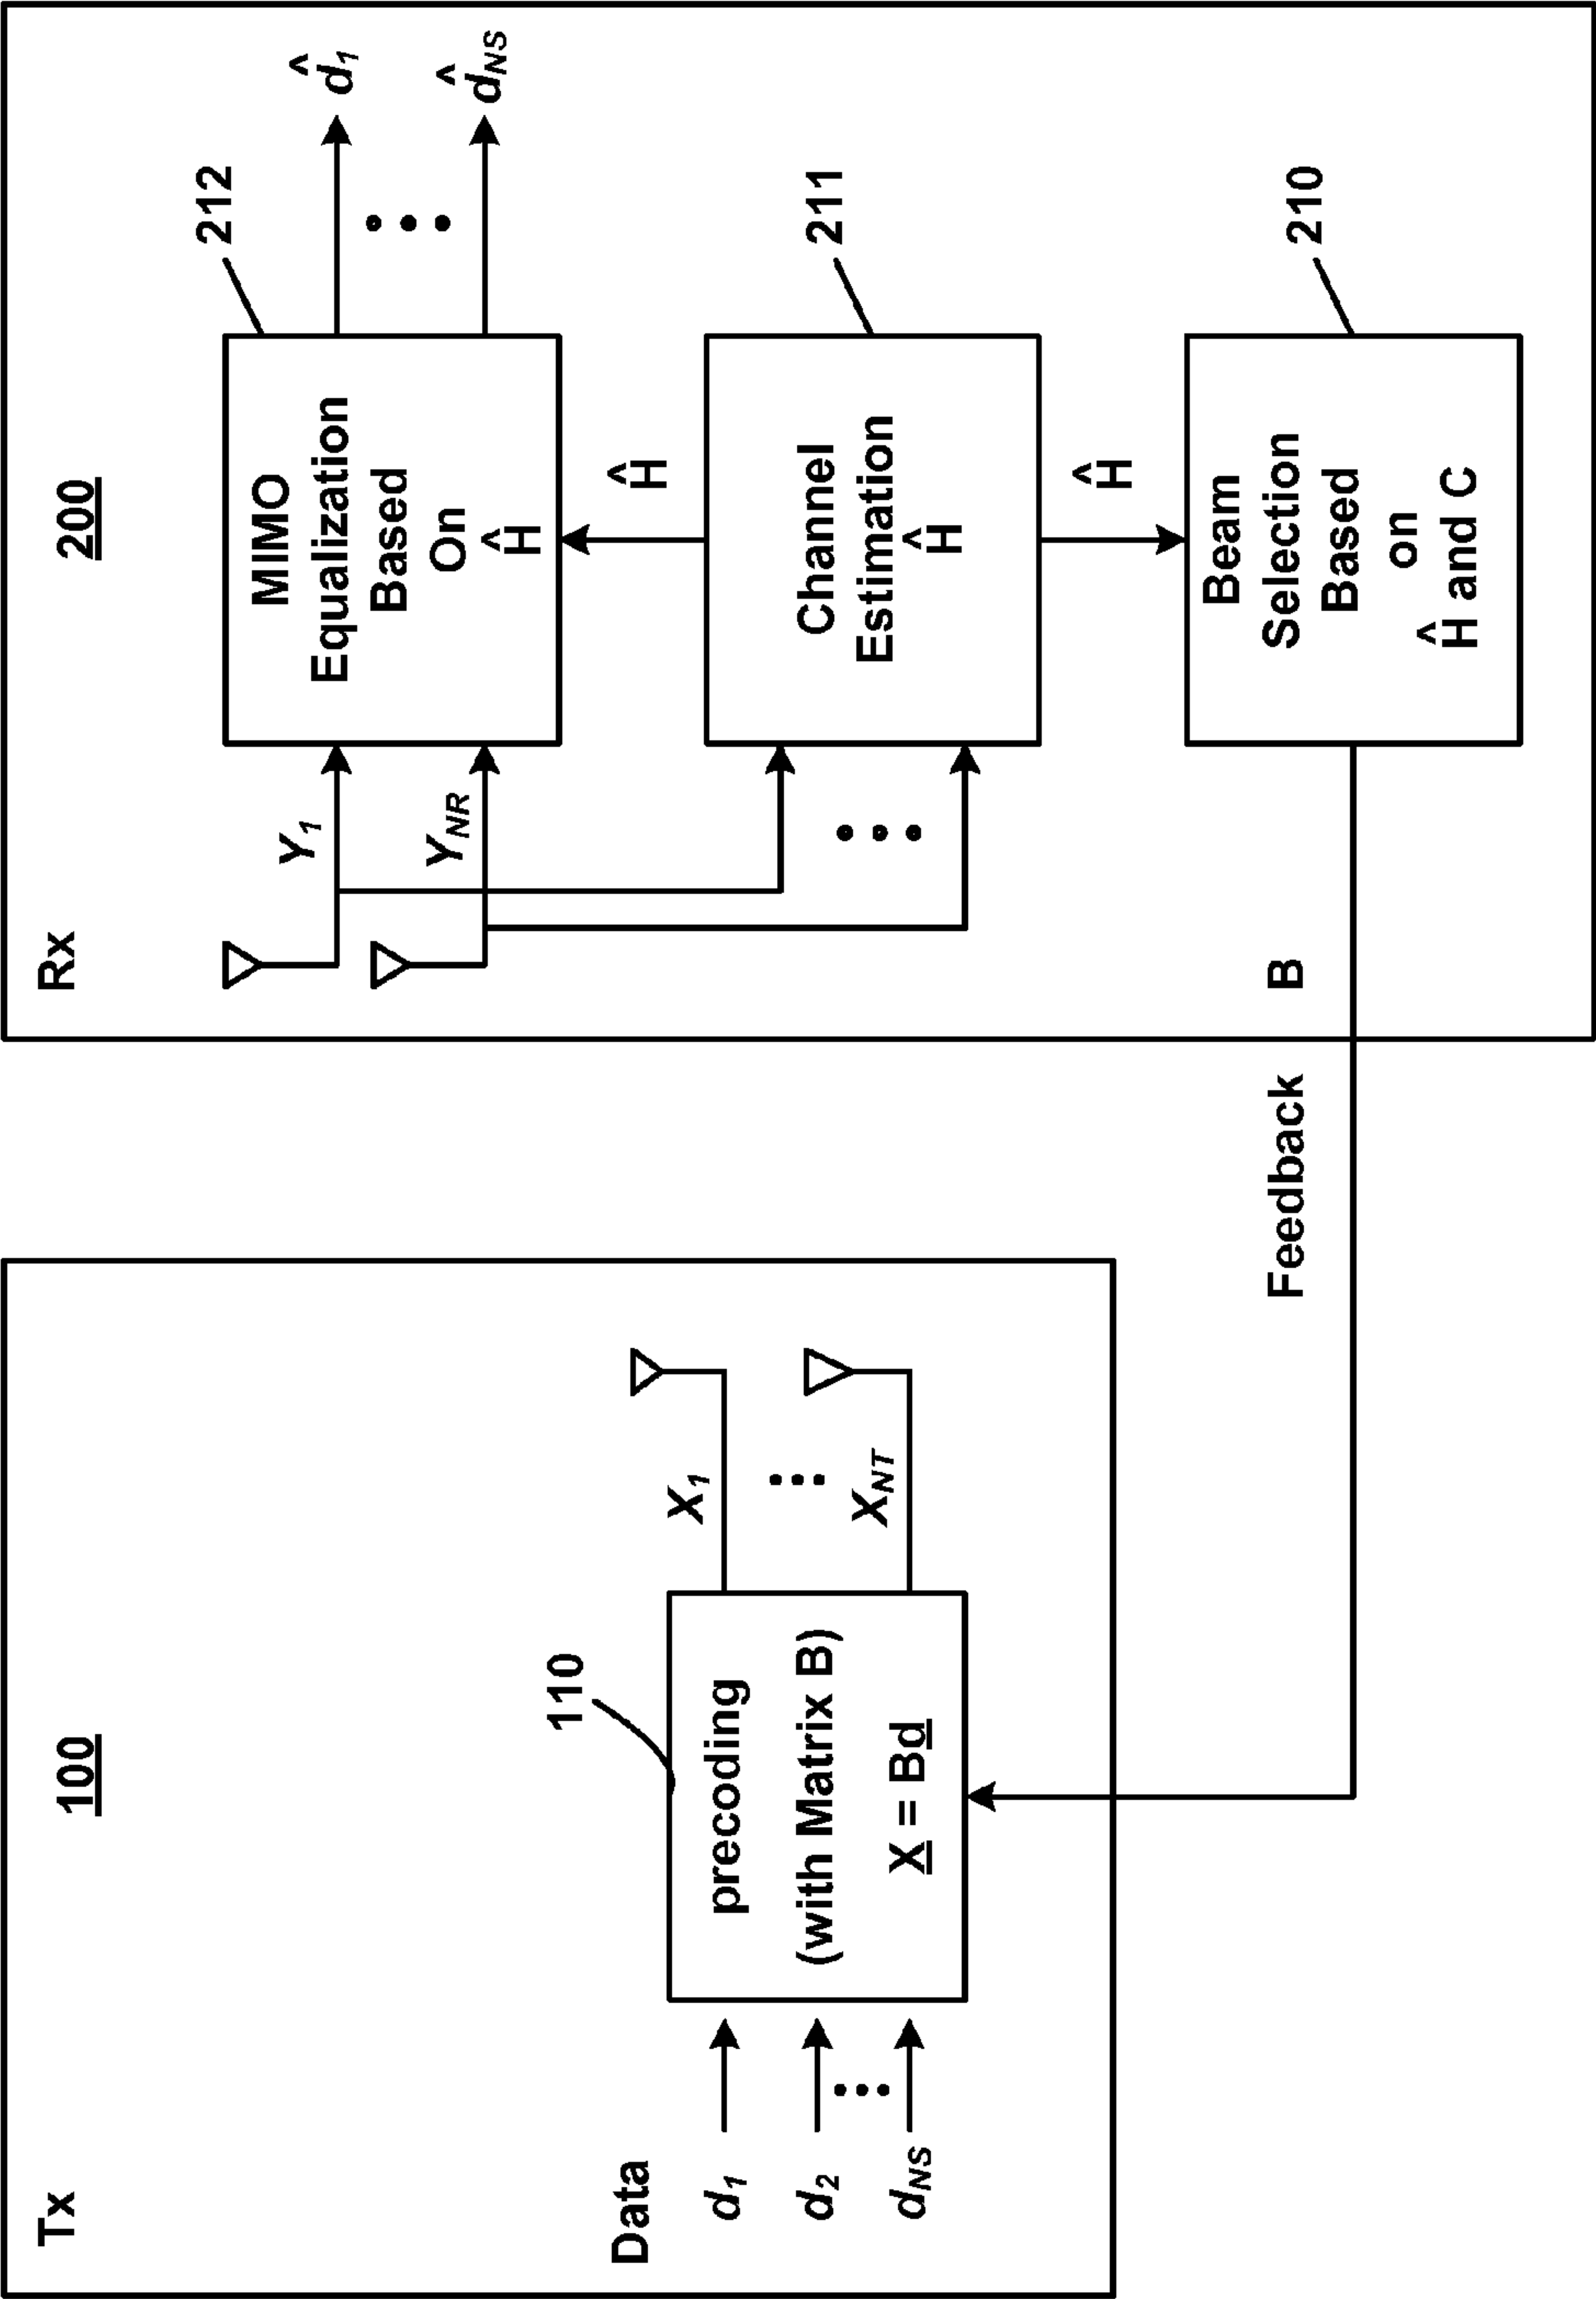 Tx
100
Data
d1
d2
dNS
110
precoding
(with Matrix B)
X = Bd
X1
XNT
Feedback
Rx
200
Y1
YNR
B
212
MIMO
Equalization
Based
On
Ĥ
d̂1
d̂NS
Ĥ
211
Channel
Estimation
Ĥ
Ĥ
210
Beam
Selection
Based
on
Ĥ and C